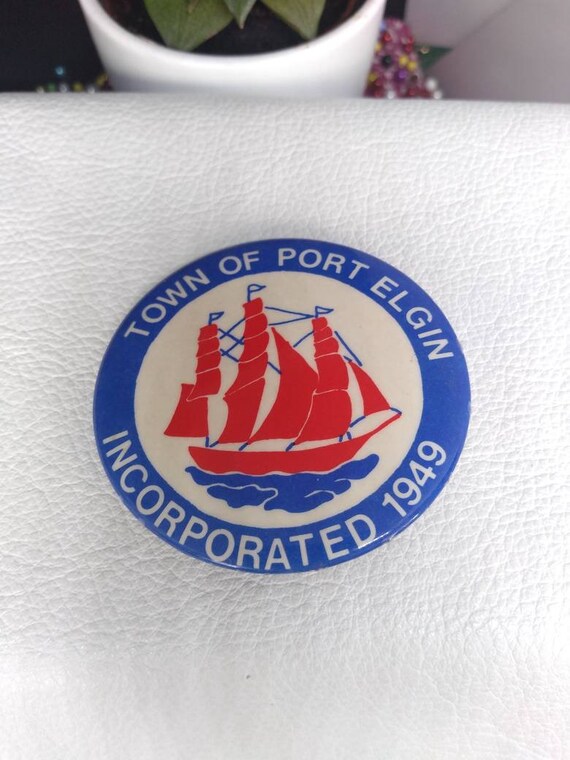 TOWN OF PORT ELGIN
INCORPORATED 1949